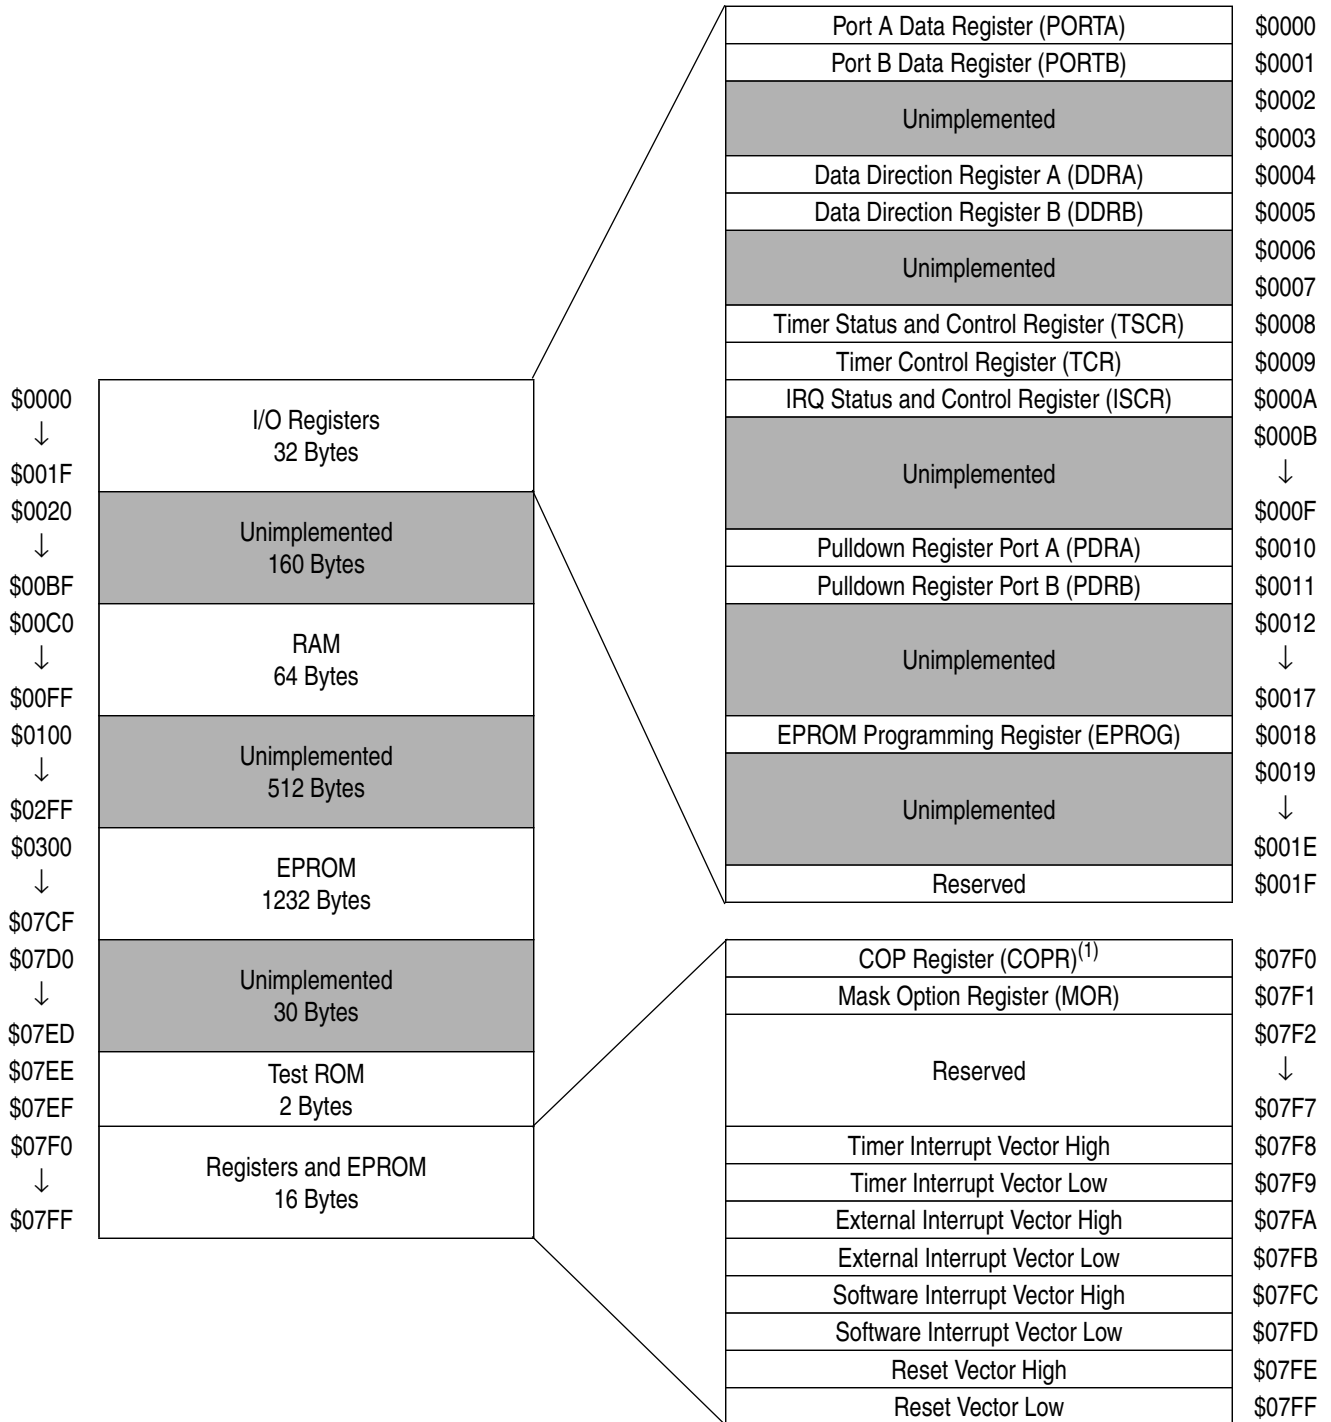 $0000
↓
$001F
I/O Registers
32 Bytes
$0020
↓
$00BF
Unimplemented
160 Bytes
$00C0
↓
$00FF
RAM
64 Bytes
$0100
↓
$02FF
Unimplemented
512 Bytes
$0300
↓
$07CF
EPROM
1232 Bytes
$07D0
↓
$07ED
Unimplemented
30 Bytes
$07EE
$07EF
Test ROM
2 Bytes
$07F0
↓
$07FF
Registers and EPROM
16 Bytes
Port A Data Register (PORTA) $0000
Port B Data Register (PORTB) $0001
Unimplemented
$0002
$0003
Data Direction Register A (DDRA) $0004
Data Direction Register B (DDRB) $0005
Unimplemented
$0006
$0007
Timer Status and Control Register (TSCR) $0008
Timer Control Register (TCR) $0009
IRQ Status and Control Register (ISCR) $000A
Unimplemented
$000B
↓
$000F
Pulldown Register Port A (PDRA) $0010
Pulldown Register Port B (PDRB) $0011
Unimplemented
$0012
↓
$0017
EPROM Programming Register (EPROG) $0018
Unimplemented
$0019
↓
$001E
Reserved $001F
COP Register (COPR)(1) $07F0
Mask Option Register (MOR) $07F1
Reserved
$07F2
↓
$07F7
Timer Interrupt Vector High $07F8
Timer Interrupt Vector Low $07F9
External Interrupt Vector High $07FA
External Interrupt Vector Low $07FB
Software Interrupt Vector High $07FC
Software Interrupt Vector Low $07FD
Reset Vector High $07FE
Reset Vector Low $07FF